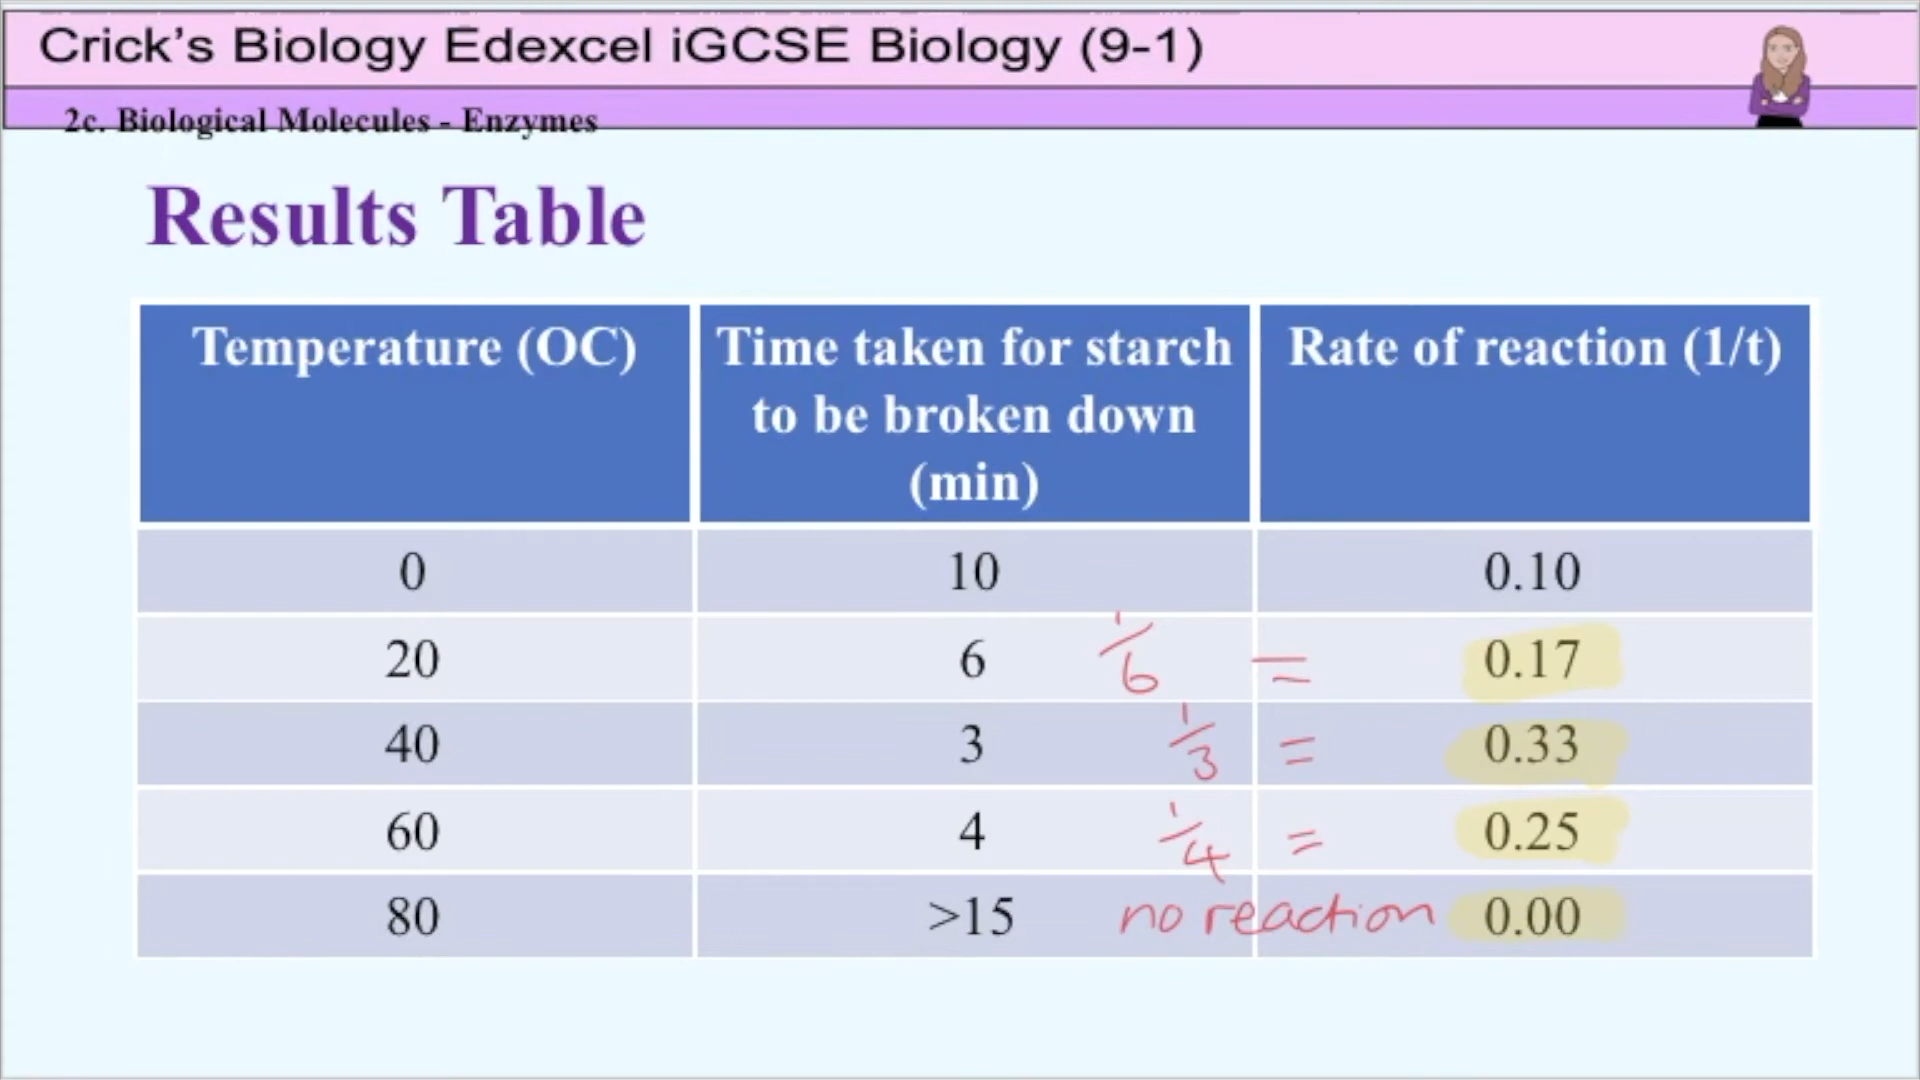 Crick's Biology Edexcel iGCSE Biology (9-1)
2c. Biological Molecules - Enzymes
Results Table
Temperature (OC)
Time taken for starch
to be broken down
(min)
Rate of reaction (1/t)
0 10 0.10
20 6 1/6 = 0.17
40 3 1/3 = 0.33
60 4 1/4 = 0.25
80 >15 no reaction 0.00